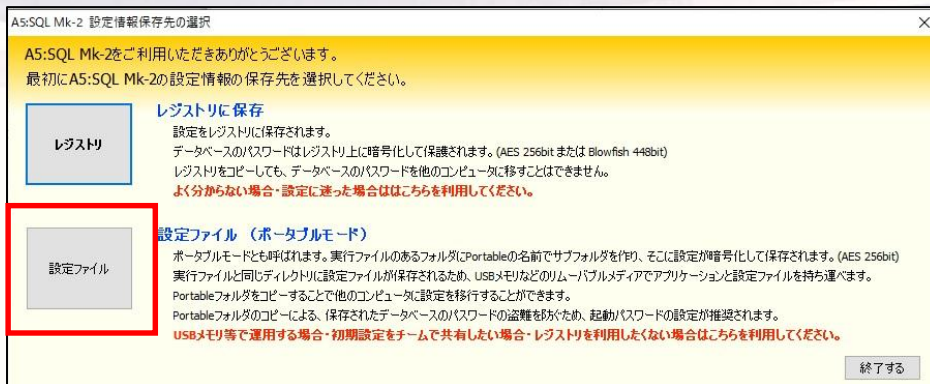 A5:SQL Mk-2 設定情報保存先の選択
A5:SQL Mk-2をご利用いただきありがとうございます。
最初にA5:SQL Mk-2の設定情報の保存先を選択してください。
レジストリ
レジストリに保存
設定をレジストリに保存されます。
データベースのパスワードはレジストリ上に暗号化して保護されます。(AES 256bit または Blowfish 448bit)
レジストリをコピーしても、データベースのパスワードを他のコンピュータに移すことはできません。
よく分からない場合・設定に迷った場合ははこちらを利用してください。
設定ファイル
設定ファイル (ポータブルモード)
ポータブルモードとも呼ばれます。実行ファイルのあるフォルダにPortableの名前でサブフォルダを作り、そこに設定が暗号化して保存されます。(AES 256bit)
実行ファイルと同じディレクトリに設定ファイルが保存されるため、USBメモリなどのリムーバブルメディアでアプリケーションと設定ファイルを持ち運べます。
Portableフォルダをコピーすることで他のコンピュータに設定を移行することができます。
Portableフォルダのコピーによる、保存されたデータベースのパスワードの盗難を防ぐため、起動パスワードの設定が推奨されます。
USBメモリ等で運用する場合・初期設定をチームで共有したい場合・レジストリを利用したくない場合はこちらを利用してください。
終了する